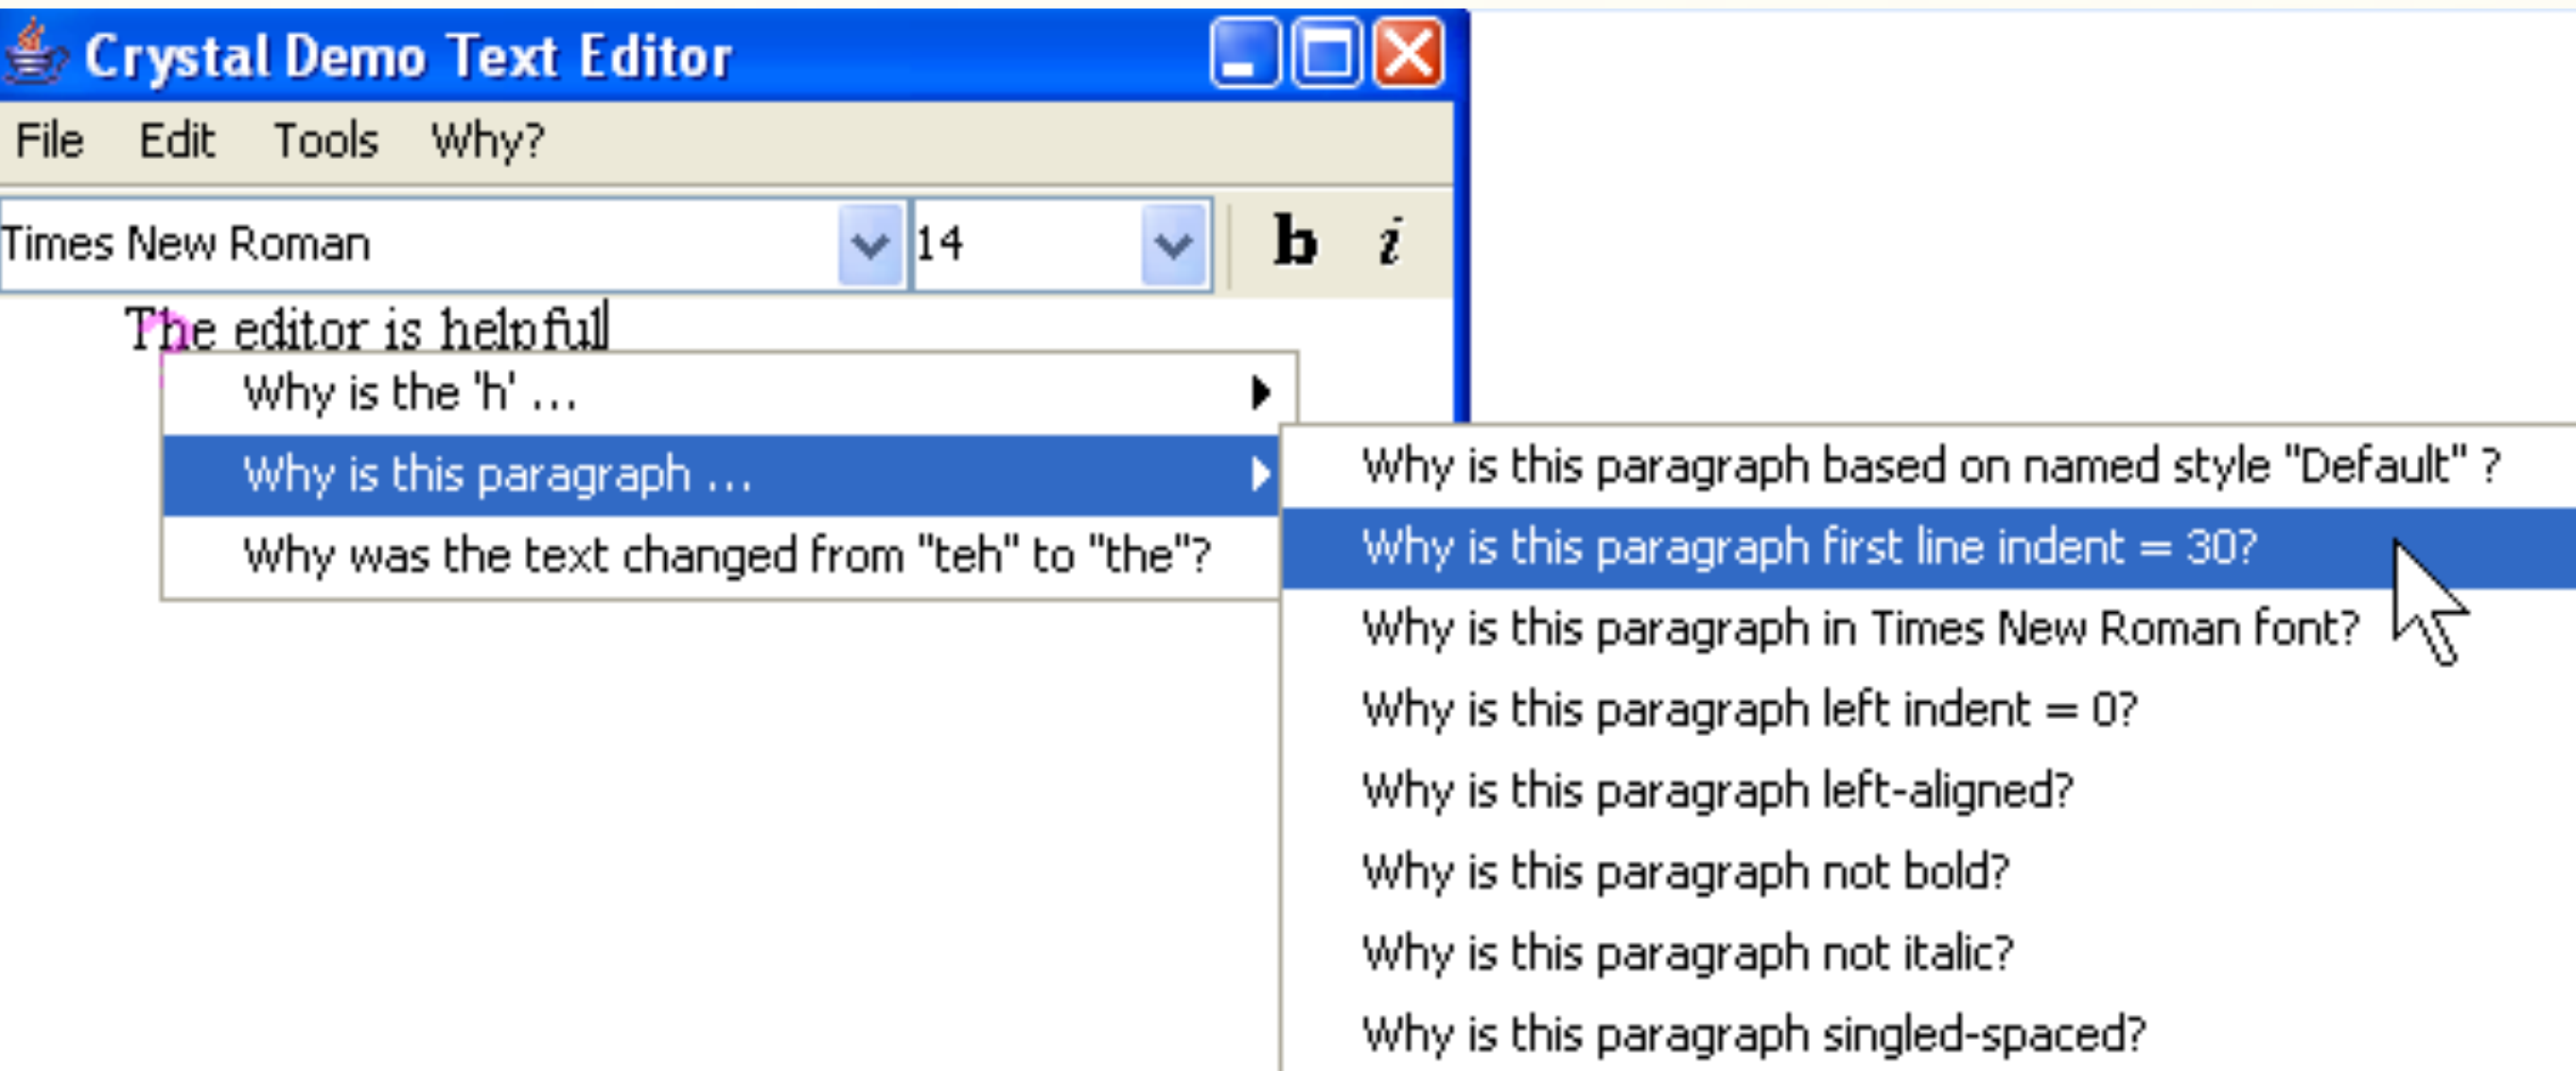 Crystal Demo Text Editor
File Edit Tools Why?
Times New Roman 14 b i
The editor is helpful
Why is the 'h' ...
Why is this paragraph ...
Why was the text changed from "teh" to "the"?
Why is this paragraph based on named style "Default" ?
Why is this paragraph first line indent = 30?
Why is this paragraph in Times New Roman font?
Why is this paragraph left indent = 0?
Why is this paragraph left-aligned?
Why is this paragraph not bold?
Why is this paragraph not italic?
Why is this paragraph singled-spaced?